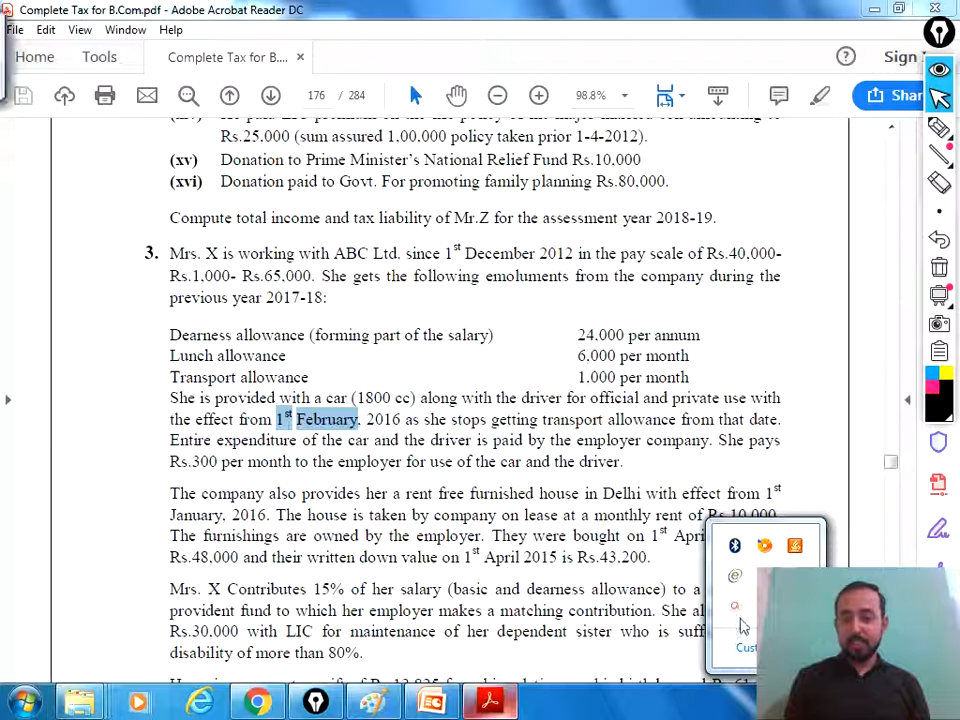 Complete Tax for B.Com.pdf - Adobe Acrobat Reader DC
File Edit View Window Help
Home Tools Complete Tax for B.... × Sign
176 / 284 98.8% Shar
Rs.25,000 (sum assured 1,00,000 policy taken prior 1-4-2012).
(xv) Donation to Prime Minister's National Relief Fund Rs.10,000
(xvi) Donation paid to Govt. For promoting family planning Rs.80,000.
Compute total income and tax liability of Mr.Z for the assessment year 2018-19.
3. Mrs. X is working with ABC Ltd. since 1st December 2012 in the pay scale of Rs.40,000-
Rs.1,000- Rs.65,000. She gets the following emoluments from the company during the
previous year 2017-18:
Dearness allowance (forming part of the salary) 24,000 per annum
Lunch allowance 6,000 per month
Transport allowance 1,000 per month
She is provided with a car (1800 cc) along with the driver for official and private use with
the effect from 1st February, 2016 as she stops getting transport allowance from that date.
Entire expenditure of the car and the driver is paid by the employer company. She pays
Rs.300 per month to the employer for use of the car and the driver.
The company also provides her a rent free furnished house in Delhi with effect from 1st
January, 2016. The house is taken by company on lease at a monthly rent of Rs.10,000.
The furnishings are owned by the employer. They were bought on 1st Apri
Rs.48,000 and their written down value on 1st April 2015 is Rs.43,200.
Mrs. X Contributes 15% of her salary (basic and dearness allowance) to a
provident fund to which her employer makes a matching contribution. She al
Rs.30,000 with LIC for maintenance of her dependent sister who is suff
disability of more than 80%.
Cust